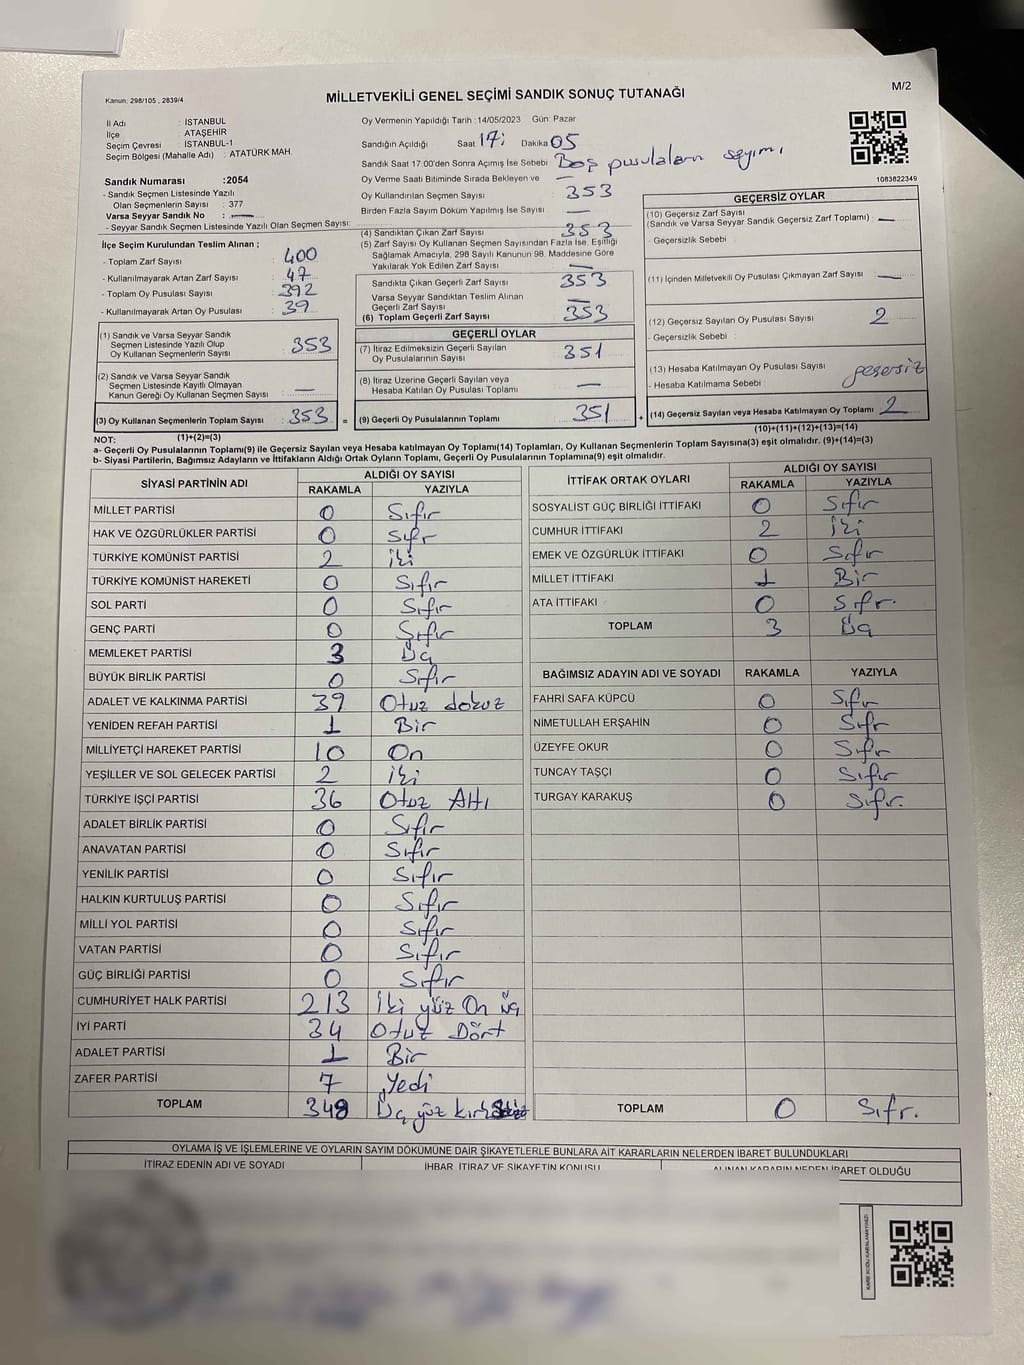 Kanun; 298/105 , 2839/4
MİLLETVEKİLİ GENEL SEÇİMİ SANDIK SONUÇ TUTANAĞI
M/2
İl Adı : İSTANBUL
İlçe : ATAŞEHİR
Seçim Çevresi : İSTANBUL-1
Seçim Bölgesi (Mahalle Adı) : ATATÜRK MAH.
Sandık Numarası :2054
- Sandık Seçmen Listesinde Yazılı
Olan Seçmenlerin Sayısı : 377
Varsa Seyyar Sandık No : —
- Seyyar Sandık Seçmen Listesinde Yazılı Olan Seçmen Sayısı:
İlçe Seçim Kurulundan Teslim Alınan ;
- Toplam Zarf Sayısı : 400
- Kullanılmayarak Artan Zarf Sayısı : 47
- Toplam Oy Pusulası Sayısı : 392
- Kullanılmayarak Artan Oy Pusulası : 39
Oy Vermenin Yapıldığı Tarih : 14/05/2023 Gün: Pazar
Sandığın Açıldığı Saat 17: Dakika 05
Sandık Saat 17.00'den Sonra Açımış İse Sebebi Boş pusulaların sayımı
Oy Verme Saati Bitiminde Sırada Bekleyen ve —
Oy Kullandırılan Seçmen Sayısı 353
Birden Fazla Sayım Döküm Yapılmış İse Sayısı —
(4) Sandıktan Çıkan Zarf Sayısı 353
(5) Zarf Sayısı Oy Kullanan Seçmen Sayısından Fazla İse, Eşitliği
Sağlamak Amacıyla, 298 Sayılı Kanunun 98. Maddesine Göre
Yakılarak Yok Edilen Zarf Sayısı —
Sandıkta Çıkan Geçerli Zarf Sayısı 353
Varsa Seyyar Sandıktan Teslim Alınan
Geçerli Zarf Sayısı —
(6) Toplam Geçerli Zarf Sayısı 353
1083822349
GEÇERSİZ OYLAR
(10) Geçersiz Zarf Sayısı
(Sandık ve Varsa Seyyar Sandık Geçersiz Zarf Toplamı) —
- Geçersizlik Sebebi
(11) İçinden Milletvekili Oy Pusulası Çıkmayan Zarf Sayısı —
(12) Geçersiz Sayılan Oy Pusulası Sayısı 2
- Geçersizlik Sebebi
(13) Hesaba Katılmayan Oy Pusulası Sayısı geçersiz
- Hesaba Katılmama Sebebi
(14) Geçersiz Sayılan veya Hesaba Katılmayan Oy Toplamı 2
(10)+(11)+(12)+(13)=(14)
(1) Sandık ve Varsa Seyyar Sandık
Seçmen Listesinde Yazılı Olup
Oy Kullanan Seçmenlerin Sayısı 353
(2) Sandık ve Varsa Seyyar Sandık
Seçmen Listesinde Kayıtlı Olmayan
Kanun Gereği Oy Kullanan Seçmen Sayısı —
(3) Oy Kullanan Seçmenlerin Toplam Sayısı : 353 =
(1)+(2)=(3)
GEÇERLİ OYLAR
(7) İtiraz Edilmeksizin Geçerli Sayılan
Oy Pusulalarının Sayısı 351
(8) İtiraz Üzerine Geçerli Sayılan veya
Hesaba Katılan Oy Pusulası Toplamı —
(9) Geçerli Oy Pusulalarının Toplamı 351 +
NOT:
a- Geçerli Oy Pusulalarının Toplamı(9) ile Geçersiz Sayılan veya Hesaba katılmayan Oy Toplamı(14) Toplamları, Oy Kullanan Seçmenlerin Toplam Sayısına(3) eşit olmalıdır. (9)+(14)=(3)
b- Siyasi Partilerin, Bağımsız Adayların ve İttifakların Aldığı Ortak Oyların Toplamı, Geçerli Oy Pusulalarının Toplamına(9) eşit olmalıdır.
SİYASİ PARTİNİN ADI ALDIĞI OY SAYISI
RAKAMLA YAZIYLA
MİLLET PARTİSİ 0 Sıfır
HAK VE ÖZGÜRLÜKLER PARTİSİ 0 Sıfır
TÜRKİYE KOMÜNİST PARTİSİ 2 iki
TÜRKİYE KOMÜNİST HAREKETİ 0 Sıfır
SOL PARTİ 0 Sıfır
GENÇ PARTİ 0 Sıfır
MEMLEKET PARTİSİ 3 Üç
BÜYÜK BİRLİK PARTİSİ 0 Sıfır
ADALET VE KALKINMA PARTİSİ 39 Otuz dokuz
YENİDEN REFAH PARTİSİ 1 Bir
MİLLİYETÇİ HAREKET PARTİSİ 10 On
YEŞİLLER VE SOL GELECEK PARTİSİ 2 iki
TÜRKİYE İŞÇİ PARTİSİ 36 Otuz Altı
ADALET BİRLİK PARTİSİ 0 Sıfır
ANAVATAN PARTİSİ 0 Sıfır
YENİLİK PARTİSİ 0 Sıfır
HALKIN KURTULUŞ PARTİSİ 0 Sıfır
MİLLİ YOL PARTİSİ 0 Sıfır
VATAN PARTİSİ 0 Sıfır
GÜÇ BİRLİĞİ PARTİSİ 0 Sıfır
CUMHURİYET HALK PARTİSİ 213 İki yüz On üç
İYİ PARTİ 34 Otuz Dört
ADALET PARTİSİ 1 Bir
ZAFER PARTİSİ 7 Yedi
TOPLAM 348 Üç yüz kırk
İTTİFAK ORTAK OYLARI ALDIĞI OY SAYISI
RAKAMLA YAZIYLA
SOSYALİST GÜÇ BİRLİĞİ İTTİFAKI 0 Sıfır
CUMHUR İTTİFAKI 2 iki
EMEK VE ÖZGÜRLÜK İTTİFAKI 0 Sıfır
MİLLET İTTİFAKI 1 Bir
ATA İTTİFAKI 0 Sıfır.
TOPLAM 3 Üç
BAĞIMSIZ ADAYIN ADI VE SOYADI RAKAMLA YAZIYLA
FAHRİ SAFA KÜPCÜ 0 Sıfır
NİMETULLAH ERŞAHİN 0 Sıfır
ÜZEYFE OKUR 0 Sıfır
TUNCAY TAŞÇI 0 Sıfır
TURGAY KARAKUŞ 0 Sıfır.
TOPLAM 0 Sıfır.
OYLAMA İŞ VE İŞLEMLERİNE VE OYLARIN SAYIM DÖKÜMÜNE DAİR ŞİKAYETLERLE BUNLARA AİT KARARLARIN NELERDEN İBARET BULUNDUKLARI
İTİRAZ EDENİN ADI VE SOYADI İHBAR, İTİRAZ VE ŞİKAYETİN KONUSU ALINAN KARARIN NEDEN İBARET OLDUĞU